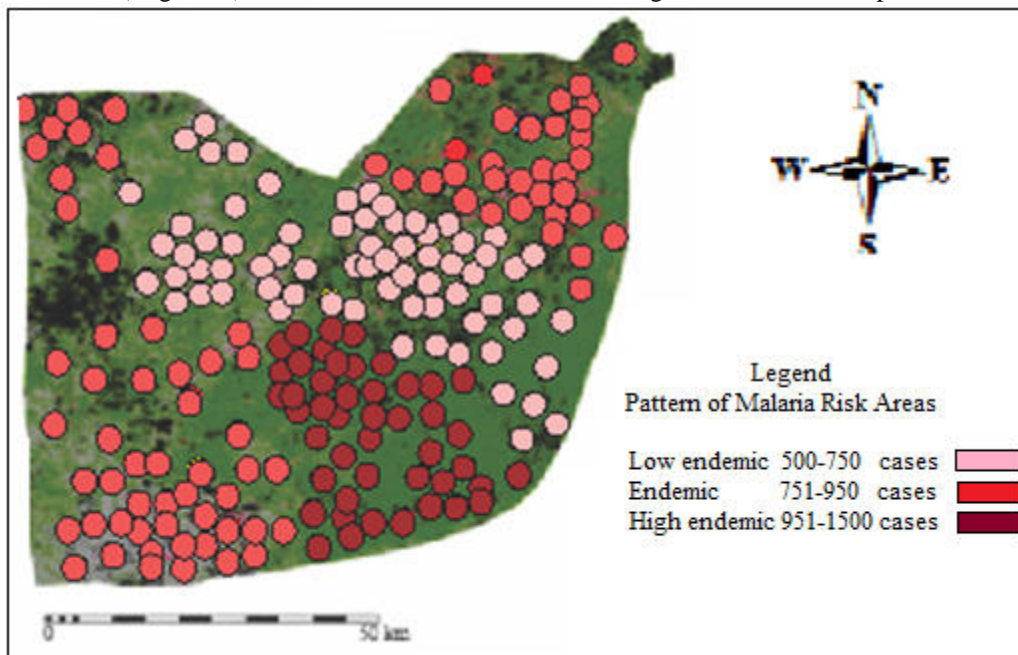 N
W E
S
Legend
Pattern of Malaria Risk Areas
Low endemic 500-750 cases
Endemic 751-950 cases
High endemic 951-1500 cases
0 50 km